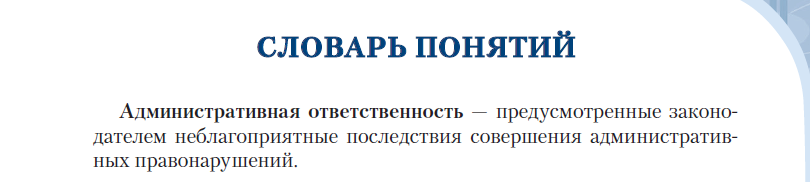 СЛОВАРЬ ПОНЯТИЙ
Административная ответственность — предусмотренные законо-
дателем неблагоприятные последствия совершения административ-
ных правонарушений.